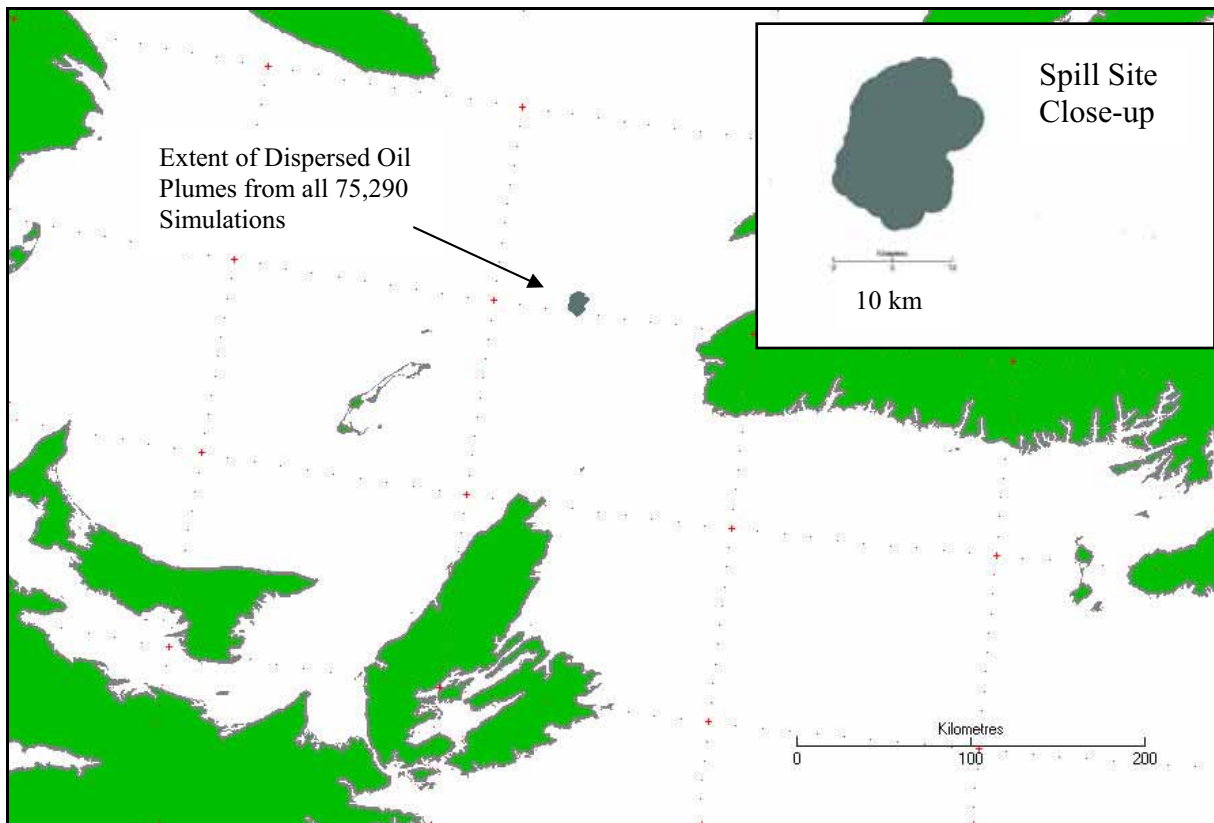 Spill Site
Close-up
Extent of Dispersed Oil
Plumes from all 75,290
Simulations
Kilometres
10 km
Kilometres
0 100 200